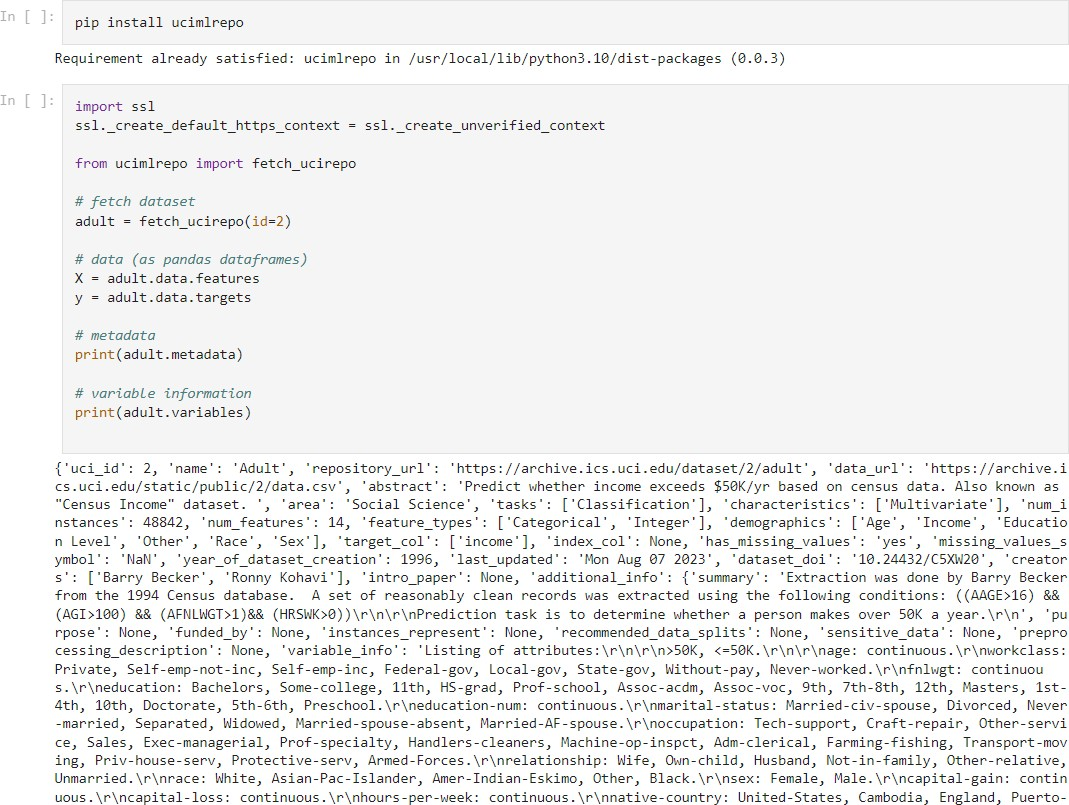 In [ ]:
pip install ucimlrepo
Requirement already satisfied: ucimlrepo in /usr/local/lib/python3.10/dist-packages (0.0.3)
In [ ]:
import ssl
ssl._create_default_https_context = ssl._create_unverified_context
from ucimlrepo import fetch_ucirepo
# fetch dataset
adult = fetch_ucirepo(id=2)
# data (as pandas dataframes)
X = adult.data.features
y = adult.data.targets
# metadata
print(adult.metadata)
# variable information
print(adult.variables)
{'uci_id': 2, 'name': 'Adult', 'repository_url': 'https://archive.ics.uci.edu/dataset/2/adult', 'data_url': 'https://archive.i
cs.uci.edu/static/public/2/data.csv', 'abstract': 'Predict whether income exceeds $50K/yr based on census data. Also known as
"Census Income" dataset. ', 'area': 'Social Science', 'tasks': ['Classification'], 'characteristics': ['Multivariate'], 'num_i
nstances': 48842, 'num_features': 14, 'feature_types': ['Categorical', 'Integer'], 'demographics': ['Age', 'Income', 'Educatio
n Level', 'Other', 'Race', 'Sex'], 'target_col': ['income'], 'index_col': None, 'has_missing_values': 'yes', 'missing_values_s
ymbol': 'NaN', 'year_of_dataset_creation': 1996, 'last_updated': 'Mon Aug 07 2023', 'dataset_doi': '10.24432/C5XW20', 'creator
s': ['Barry Becker', 'Ronny Kohavi'], 'intro_paper': None, 'additional_info': {'summary': 'Extraction was done by Barry Becker
from the 1994 Census database.  A set of reasonably clean records was extracted using the following conditions: ((AAGE>16) &&
(AGI>100) && (AFNLWGT>1)&& (HRSWK>0))\r\n\r\nPrediction task is to determine whether a person makes over 50K a year.\r\n', 'pu
rpose': None, 'funded_by': None, 'instances_represent': None, 'recommended_data_splits': None, 'sensitive_data': None, 'prepro
cessing_description': None, 'variable_info': 'Listing of attributes:\r\n\r\n>50K, <=50K.\r\n\r\nage: continuous.\r\nworkclass:
Private, Self-emp-not-inc, Self-emp-inc, Federal-gov, Local-gov, State-gov, Without-pay, Never-worked.\r\nfnlwgt: continuou
s.\r\neducation: Bachelors, Some-college, 11th, HS-grad, Prof-school, Assoc-acdm, Assoc-voc, 9th, 7th-8th, 12th, Masters, 1st-
4th, 10th, Doctorate, 5th-6th, Preschool.\r\neducation-num: continuous.\r\nmarital-status: Married-civ-spouse, Divorced, Never
-married, Separated, Widowed, Married-spouse-absent, Married-AF-spouse.\r\noccupation: Tech-support, Craft-repair, Other-servi
ce, Sales, Exec-managerial, Prof-specialty, Handlers-cleaners, Machine-op-inspct, Adm-clerical, Farming-fishing, Transport-mov
ing, Priv-house-serv, Protective-serv, Armed-Forces.\r\nrelationship: Wife, Own-child, Husband, Not-in-family, Other-relative,
Unmarried.\r\nrace: White, Asian-Pac-Islander, Amer-Indian-Eskimo, Other, Black.\r\nsex: Female, Male.\r\ncapital-gain: contin
uous.\r\ncapital-loss: continuous.\r\nhours-per-week: continuous.\r\nnative-country: United-States, Cambodia, England, Puerto-